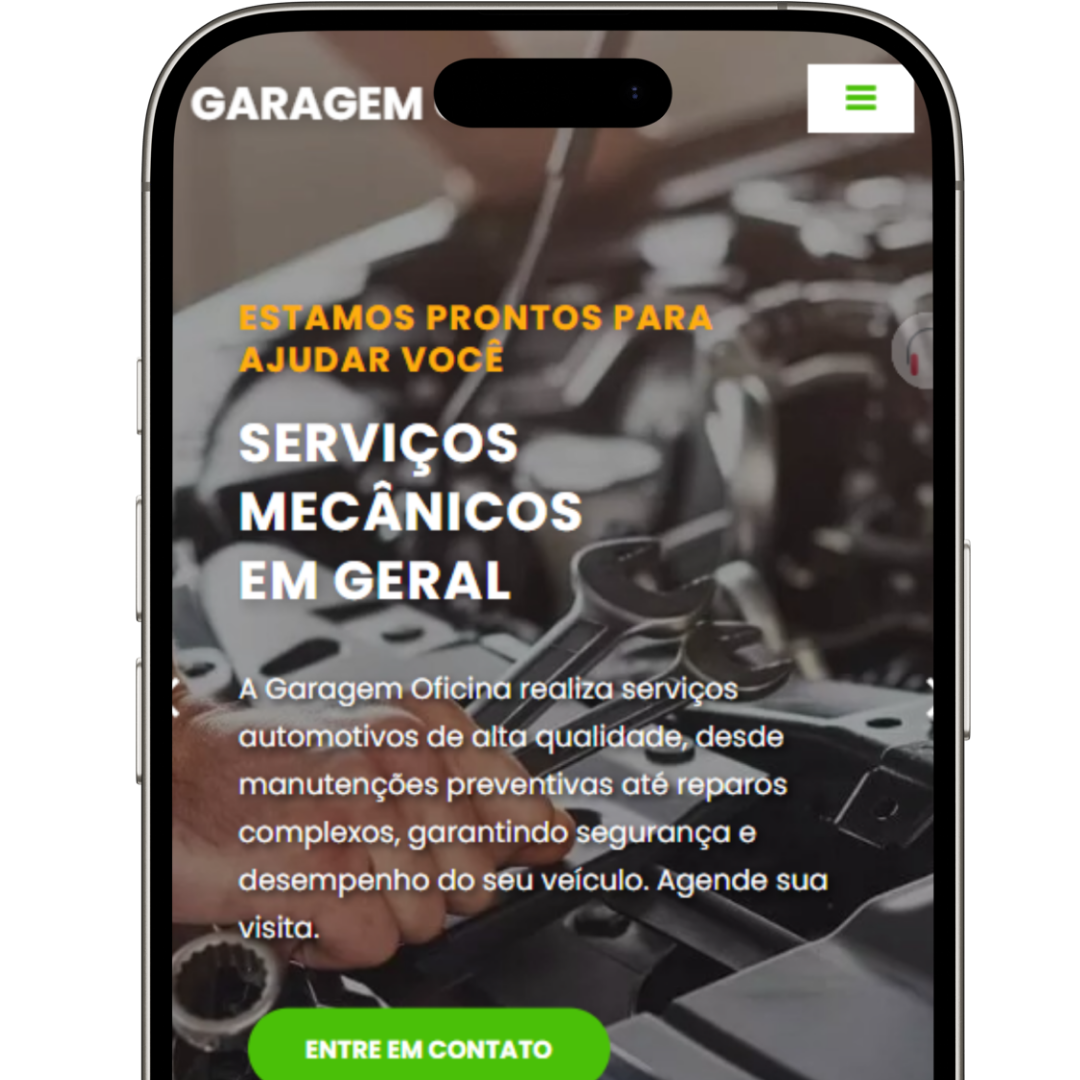 GARAGEM
ESTAMOS PRONTOS PARA
AJUDAR VOCÊ
SERVIÇOS
MECÂNICOS
EM GERAL
A Garagem Oficina realiza serviços
automotivos de alta qualidade, desde
manutenções preventivas até reparos
complexos, garantindo segurança e
desempenho do seu veículo. Agende sua
visita.
ENTRE EM CONTATO